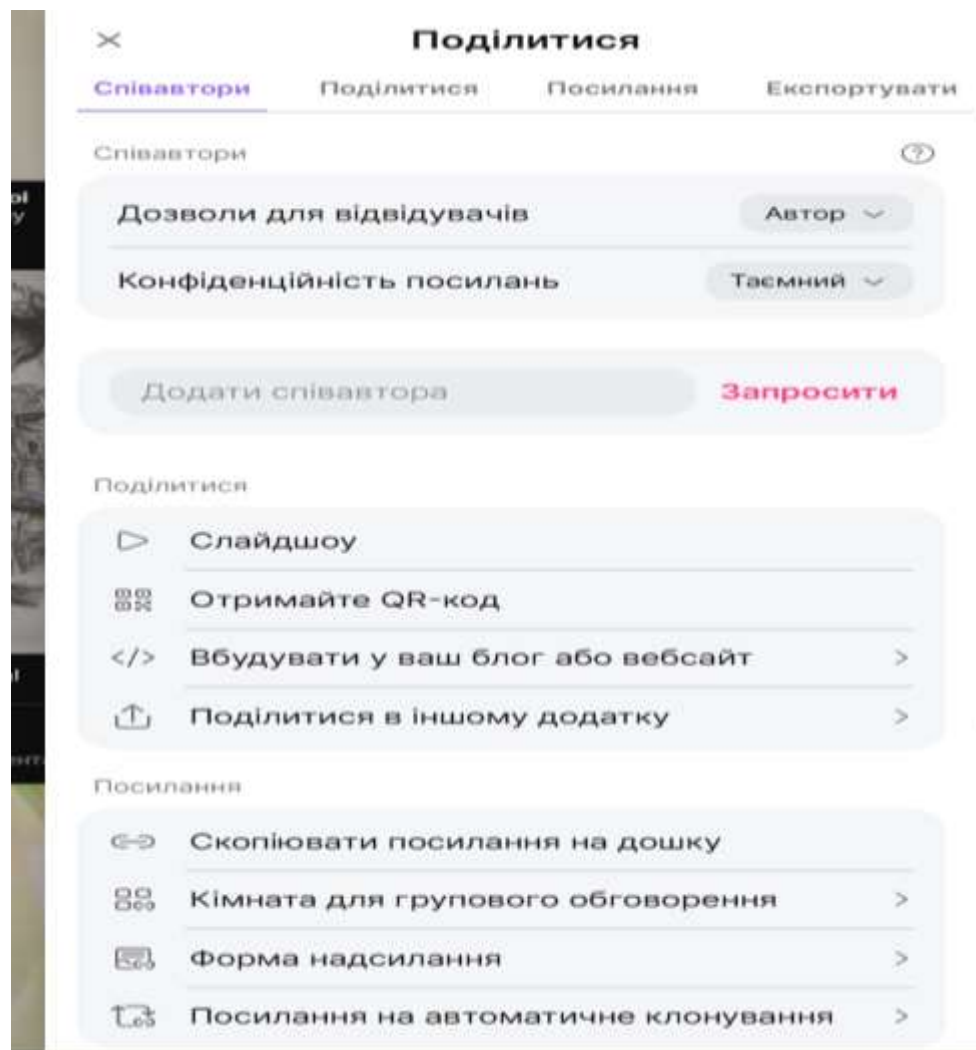 Поділитися
Співавтори Поділитися Посилання Експортувати
Співавтори
Дозволи для відвідувачів Автор
Конфіденційність посилань Таємний
Додати співавтора Запросити
Поділитися
Слайдшоу
Отримайте QR-код
</> Вбудувати у ваш блог або вебсайт
Поділитися в іншому додатку
Посилання
Скопіювати посилання на дошку
Кімната для групового обговорення
Форма надсилання
Посилання на автоматичне клонування